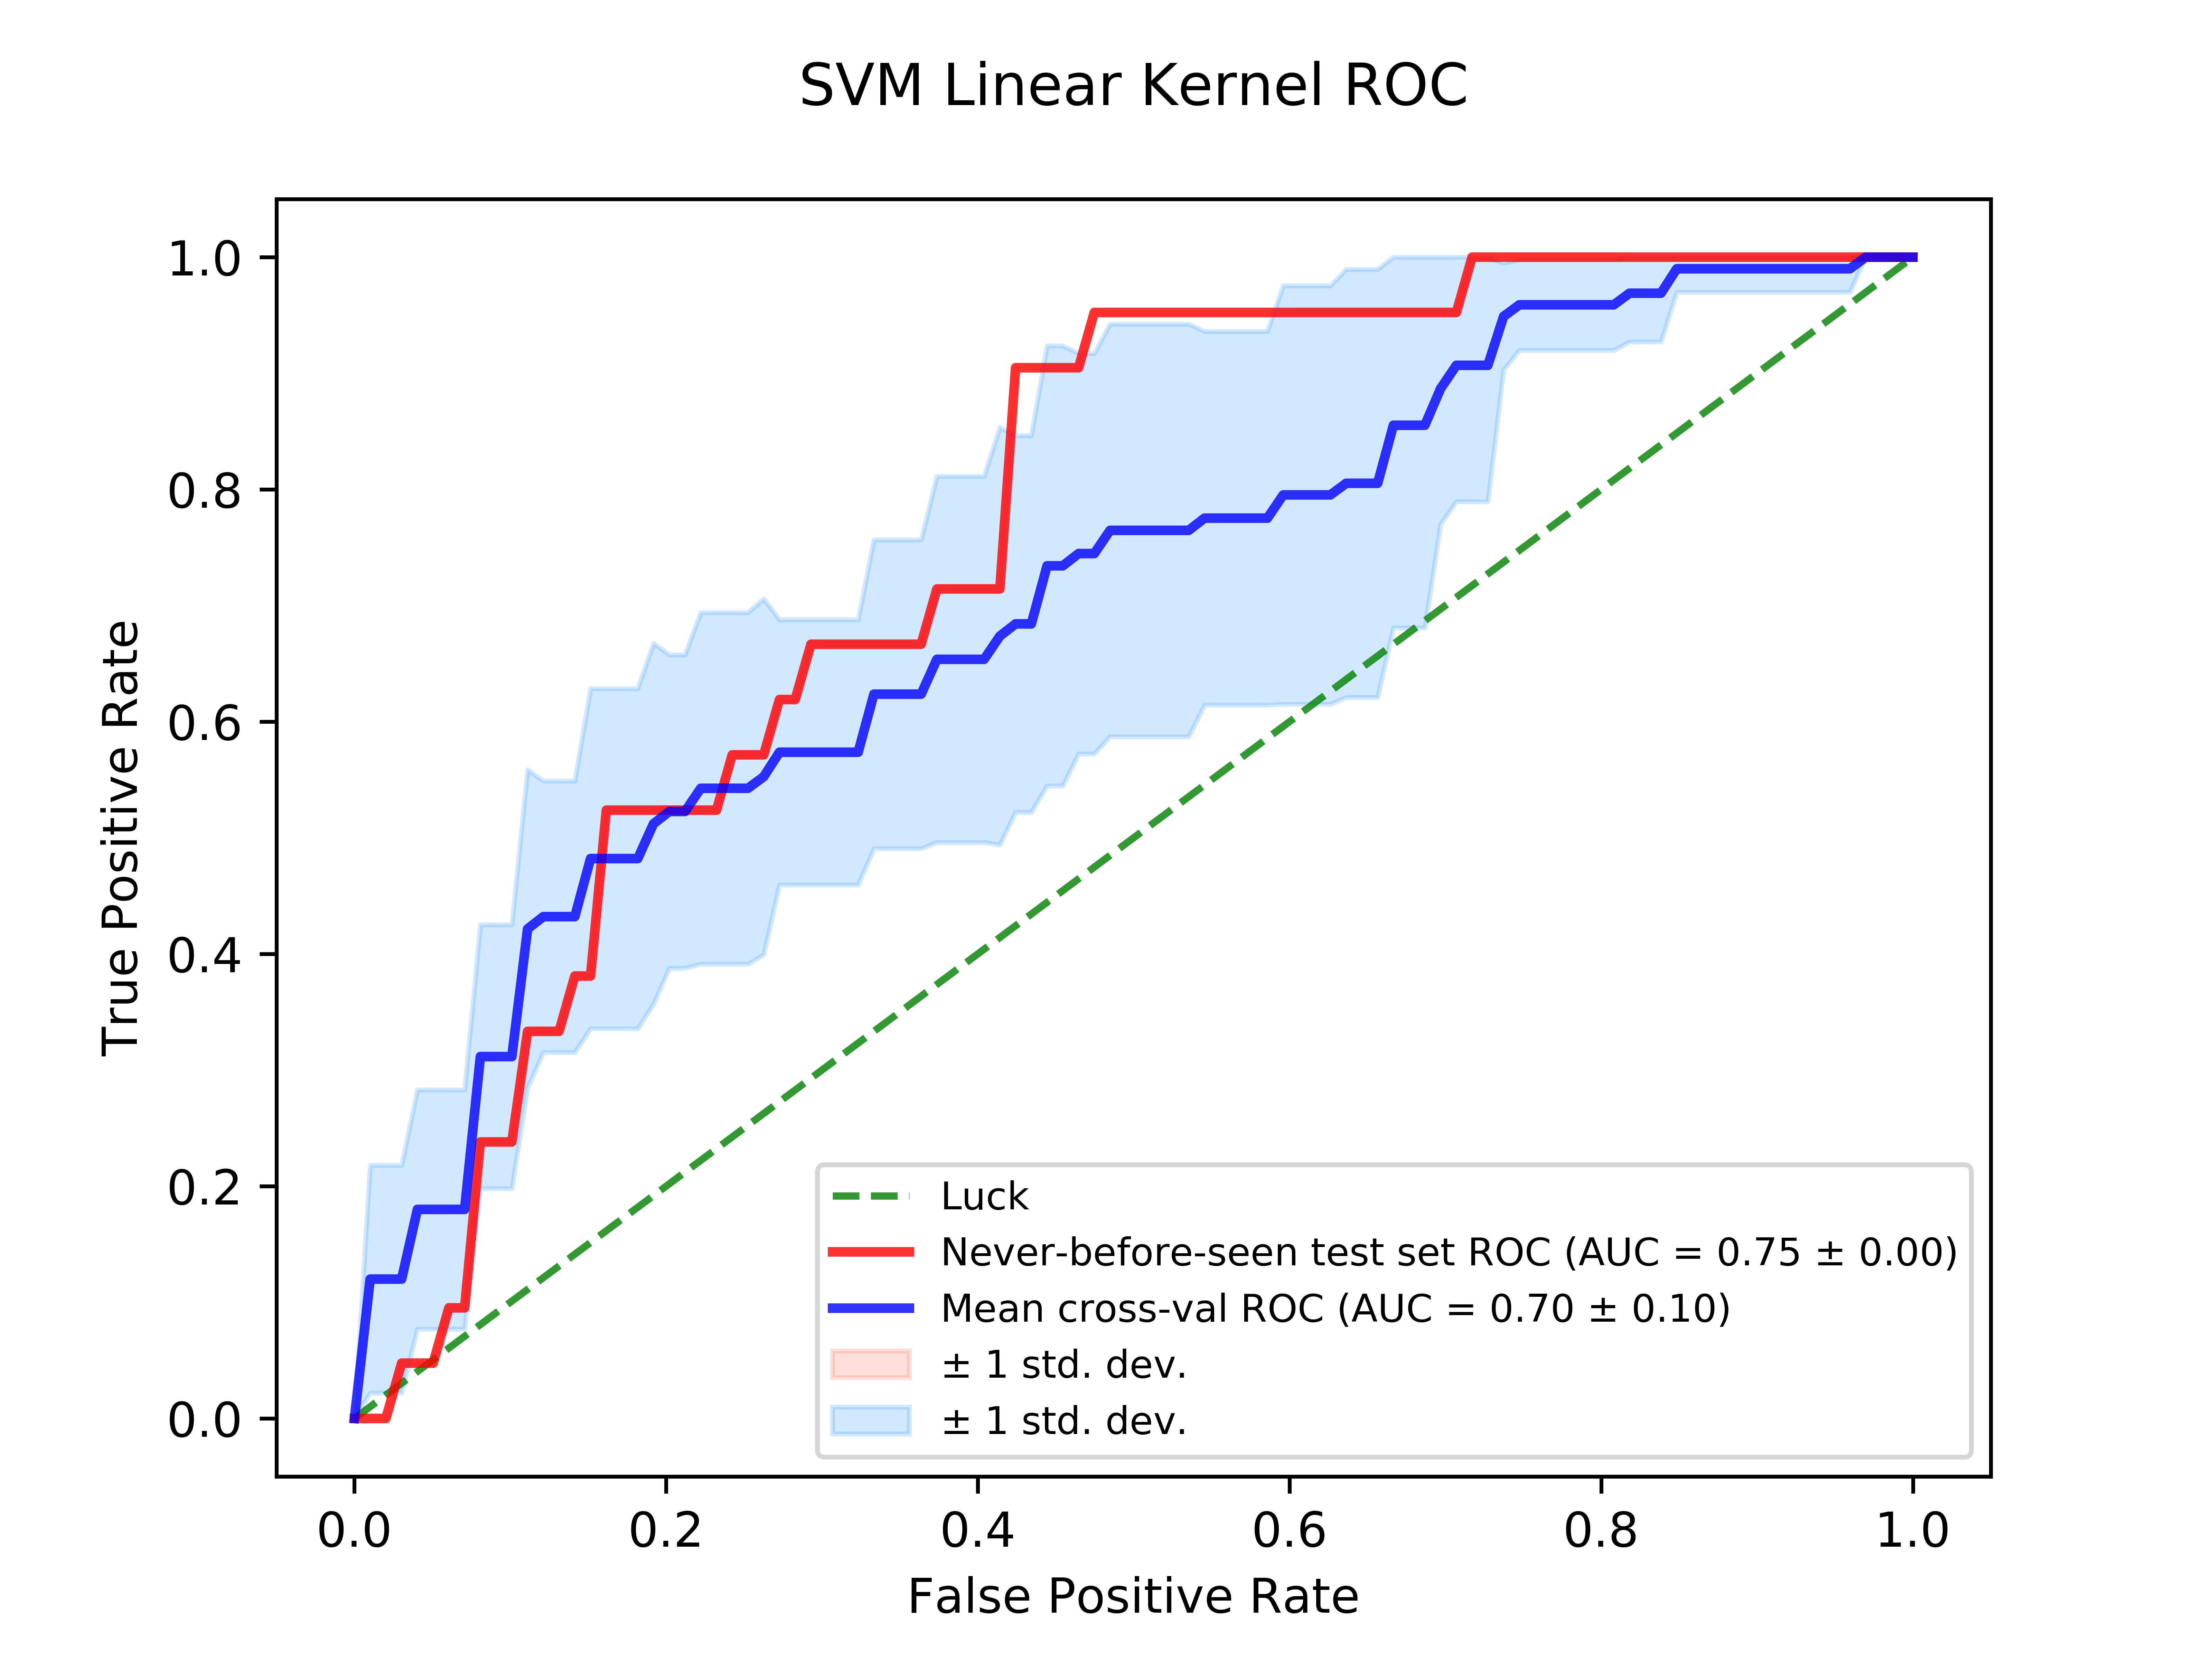 SVM Linear Kernel ROC
1.0
0.8
0.6
0.4
0.2
0.0
True Positive Rate
Luck
Never-before-seen test set ROC (AUC = 0.75 ± 0.00)
Mean cross-val ROC (AUC = 0.70 ± 0.10)
± 1 std. dev.
± 1 std. dev.
0.0 0.2 0.4 0.6 0.8 1.0
False Positive Rate